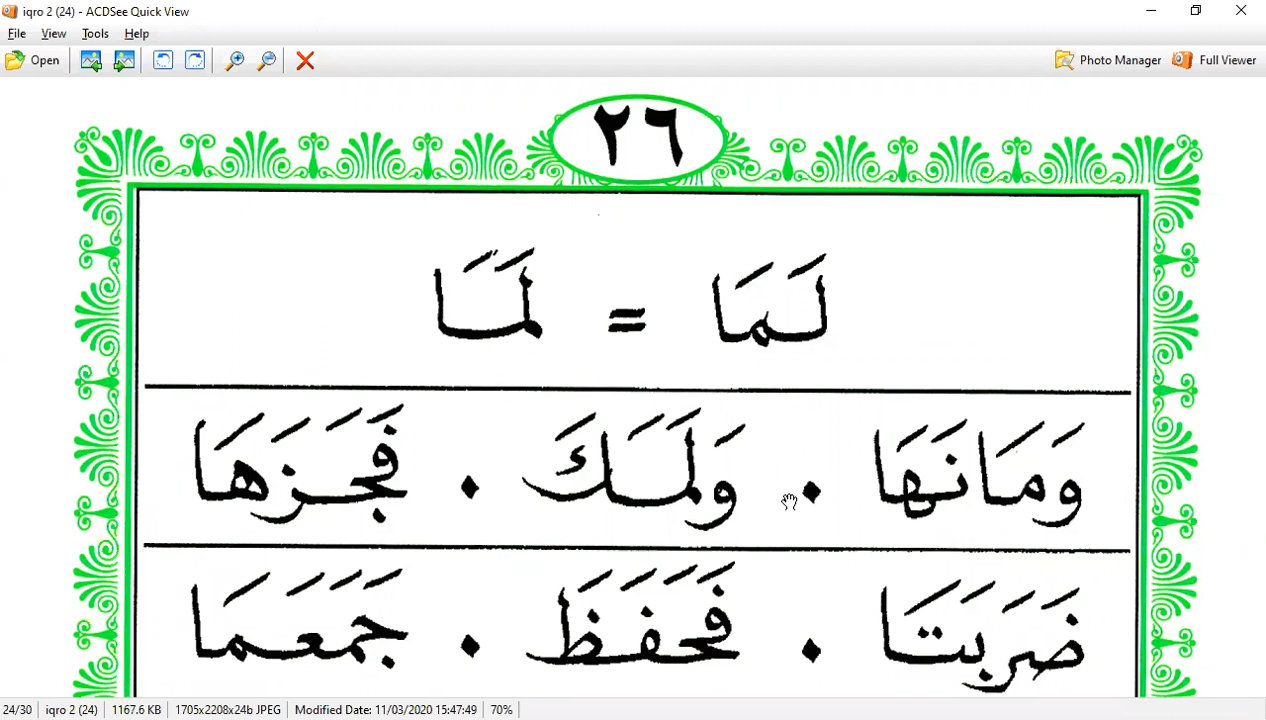 iqro 2 (24) - ACDSee Quick View
File View Tools Help
Open Photo Manager Full Viewer
٢٦
لَمَا = لَمَا
وَمَانَهَا . وَلَمَكَ . فَجَزَهَا
ضَرَبَتَا . فَحَفَظَ . جَمَعَمَا
24/30 iqro 2 (24) 1167.6 KB 1705x2208x24b JPEG Modified Date: 11/03/2020 15:47:49 70%